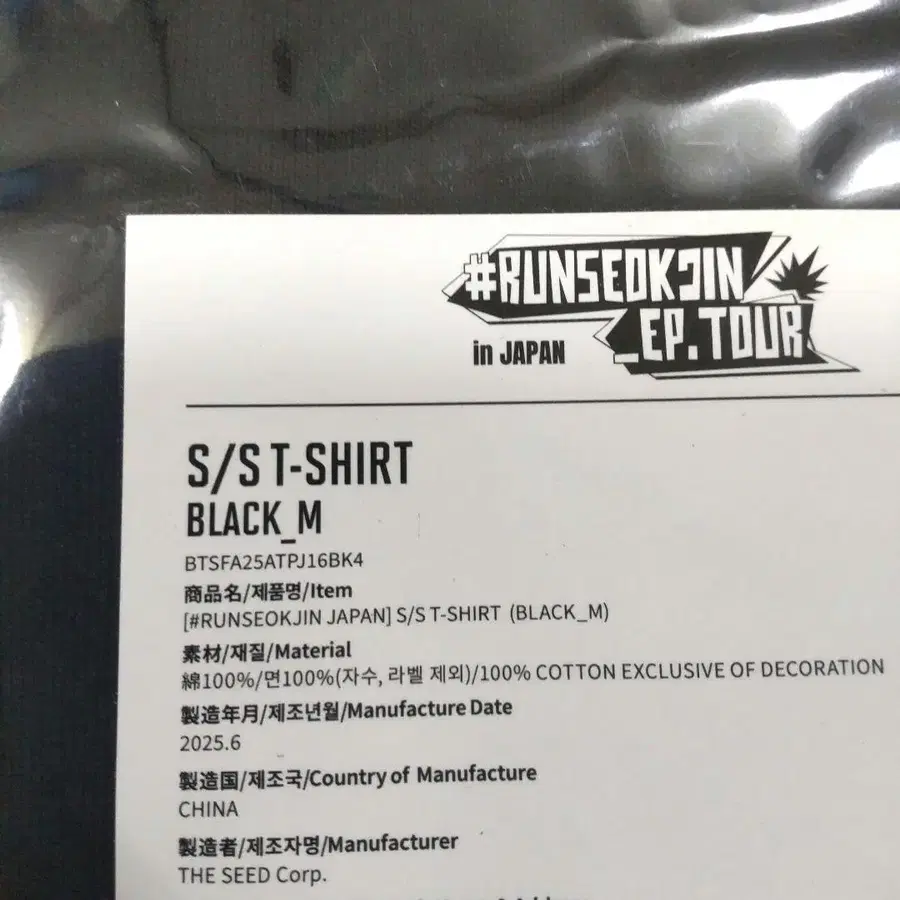 #RUNSEOKJIN
_EP.TOUR
in JAPAN
S/S T-SHIRT
BLACK_M
BTSFA25ATPJ16BK4
商品名/제품명/Item
[#RUNSEOKJIN JAPAN] S/S T-SHIRT (BLACK_M)
素材/재질/Material
綿100%/면100%(자수, 라벨 제외)/100% COTTON EXCLUSIVE OF DECORATION
製造年月/제조년월/Manufacture Date
2025.6
製造国/제조국/Country of Manufacture
CHINA
製造者/제조자명/Manufacturer
THE SEED Corp.